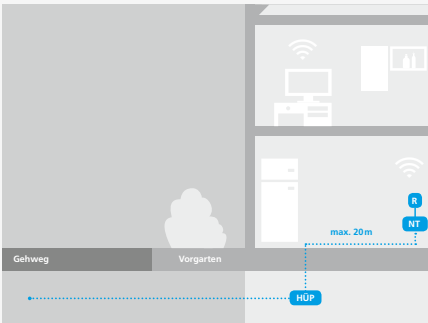 R
NT
max. 20 m
Gehweg
Vorgarten
HÜP